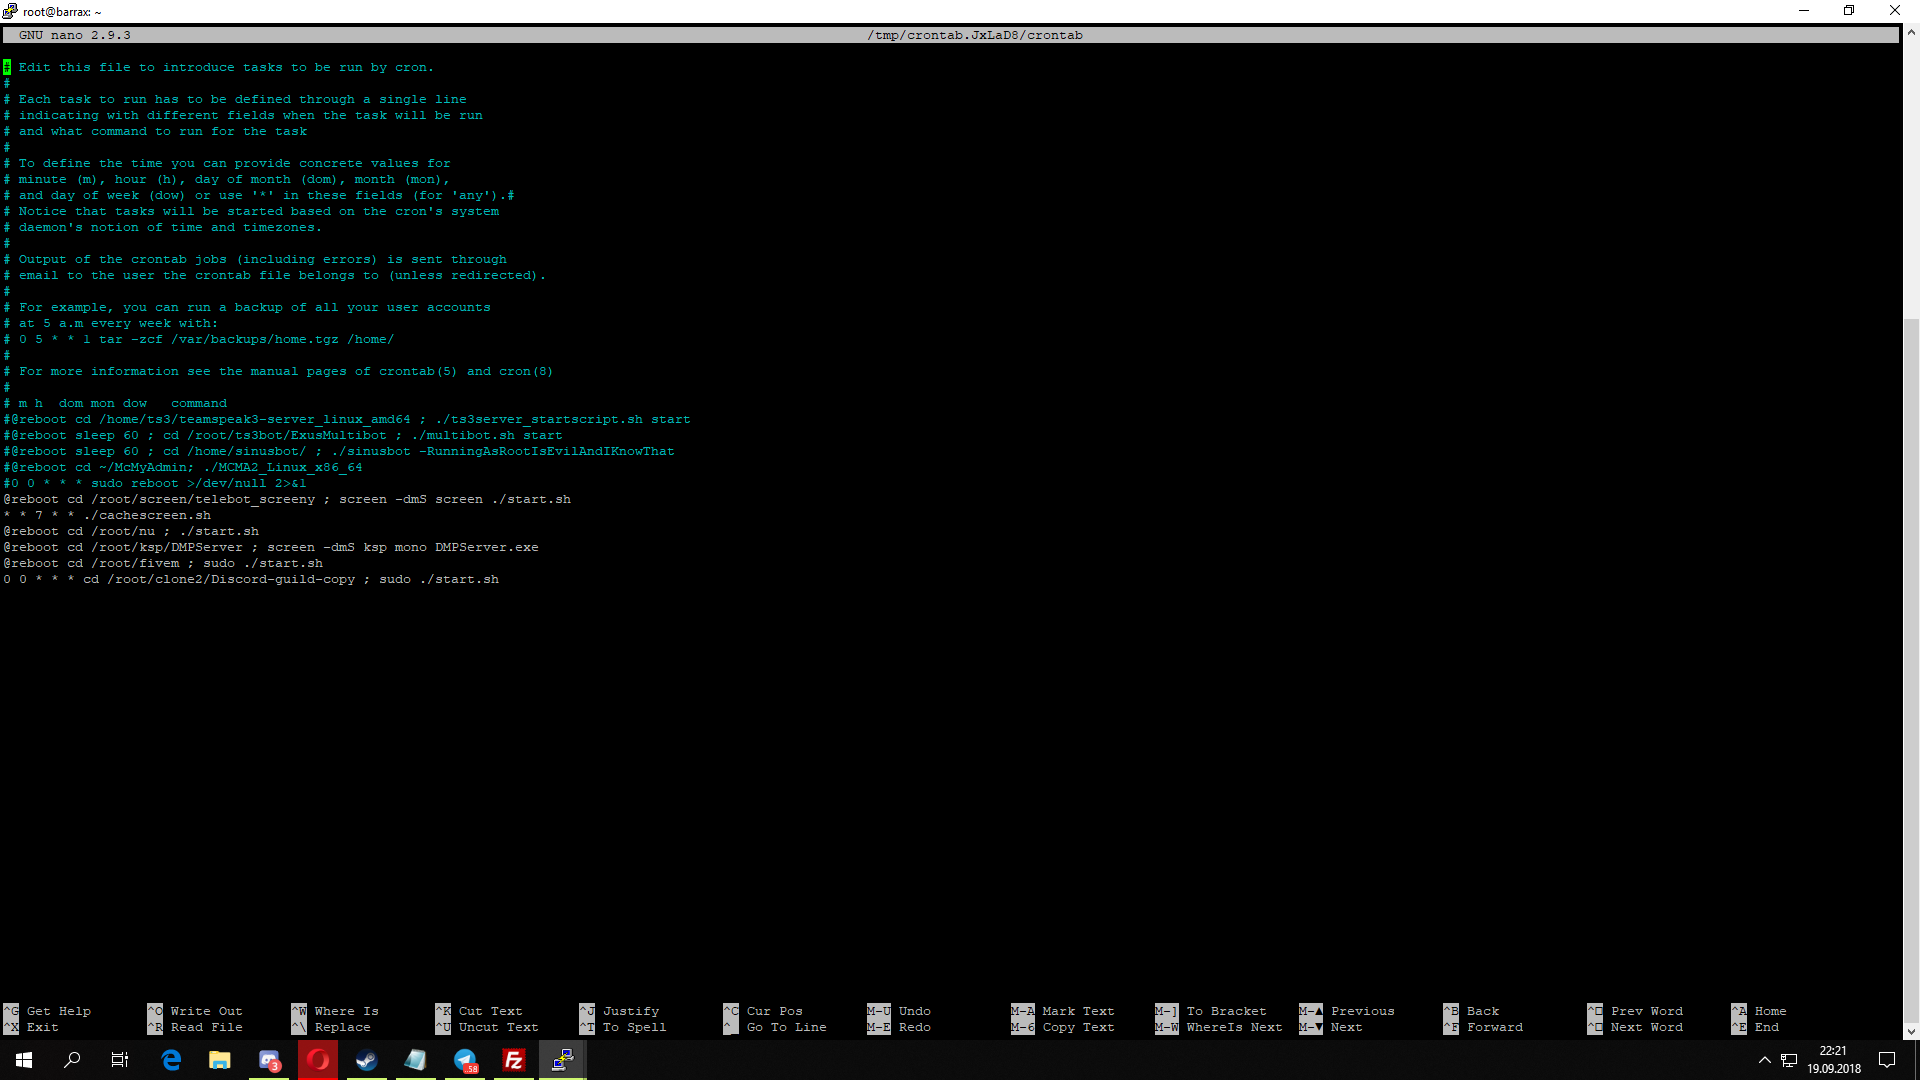 root@barrax: ~
GNU nano 2.9.3 /tmp/crontab.JxLaD8/crontab
# Edit this file to introduce tasks to be run by cron.
#
# Each task to run has to be defined through a single line
# indicating with different fields when the task will be run
# and what command to run for the task
#
# To define the time you can provide concrete values for
# minute (m), hour (h), day of month (dom), month (mon),
# and day of week (dow) or use '*' in these fields (for 'any').#
# Notice that tasks will be started based on the cron's system
# daemon's notion of time and timezones.
#
# Output of the crontab jobs (including errors) is sent through
# email to the user the crontab file belongs to (unless redirected).
#
# For example, you can run a backup of all your user accounts
# at 5 a.m every week with:
# 0 5 * * 1 tar -zcf /var/backups/home.tgz /home/
#
# For more information see the manual pages of crontab(5) and cron(8)
#
# m h  dom mon dow   command
#@reboot cd /home/ts3/teamspeak3-server_linux_amd64 ; ./ts3server_startscript.sh start
#@reboot sleep 60 ; cd /root/ts3bot/ExusMultibot ; ./multibot.sh start
#@reboot sleep 60 ; cd /home/sinusbot/ ; ./sinusbot -RunningAsRootIsEvilAndIKnowThat
#@reboot cd ~/McMyAdmin; ./MCMA2_Linux_x86_64
#0 0 * * * sudo reboot >/dev/null 2>&1
@reboot cd /root/screen/telebot_screeny ; screen -dmS screen ./start.sh
* * 7 * * ./cachescreen.sh
@reboot cd /root/nu ; ./start.sh
@reboot cd /root/ksp/DMPServer ; screen -dmS ksp mono DMPServer.exe
@reboot cd /root/fivem ; sudo ./start.sh
0 0 * * * cd /root/clone2/Discord-guild-copy ; sudo ./start.sh
^G Get Help ^O Write Out ^W Where Is ^K Cut Text ^J Justify ^C Cur Pos M-U Undo M-A Mark Text M-] To Bracket M-▲ Previous ^B Back ^□ Prev Word ^A Home
^X Exit ^R Read File ^\ Replace ^U Uncut Text ^T To Spell ^_ Go To Line M-E Redo M-6 Copy Text M-W WhereIs Next M-▼ Next ^F Forward ^□ Next Word ^E End
3
58
22:21
19.09.2018